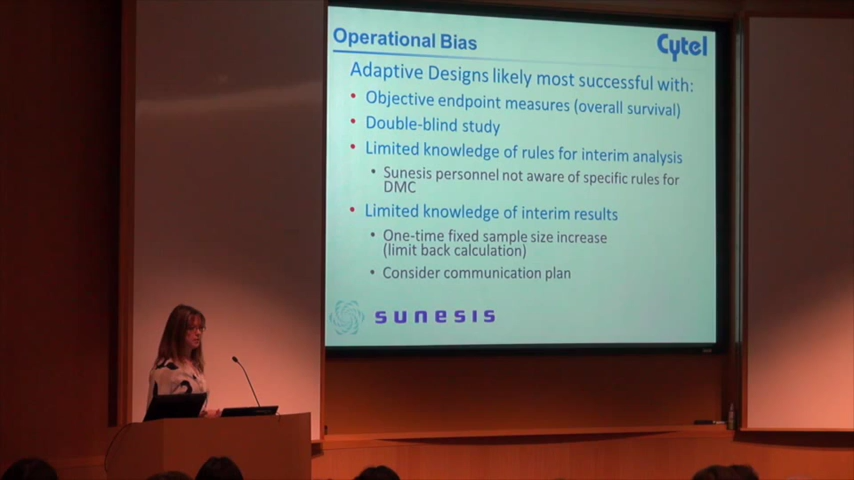 Operational Bias
Cytel
Adaptive Designs likely most successful with:
• Objective endpoint measures (overall survival)
• Double-blind study
• Limited knowledge of rules for interim analysis
• Sunesis personnel not aware of specific rules for
DMC
• Limited knowledge of interim results
• One-time fixed sample size increase
(limit back calculation)
• Consider communication plan
sunesis